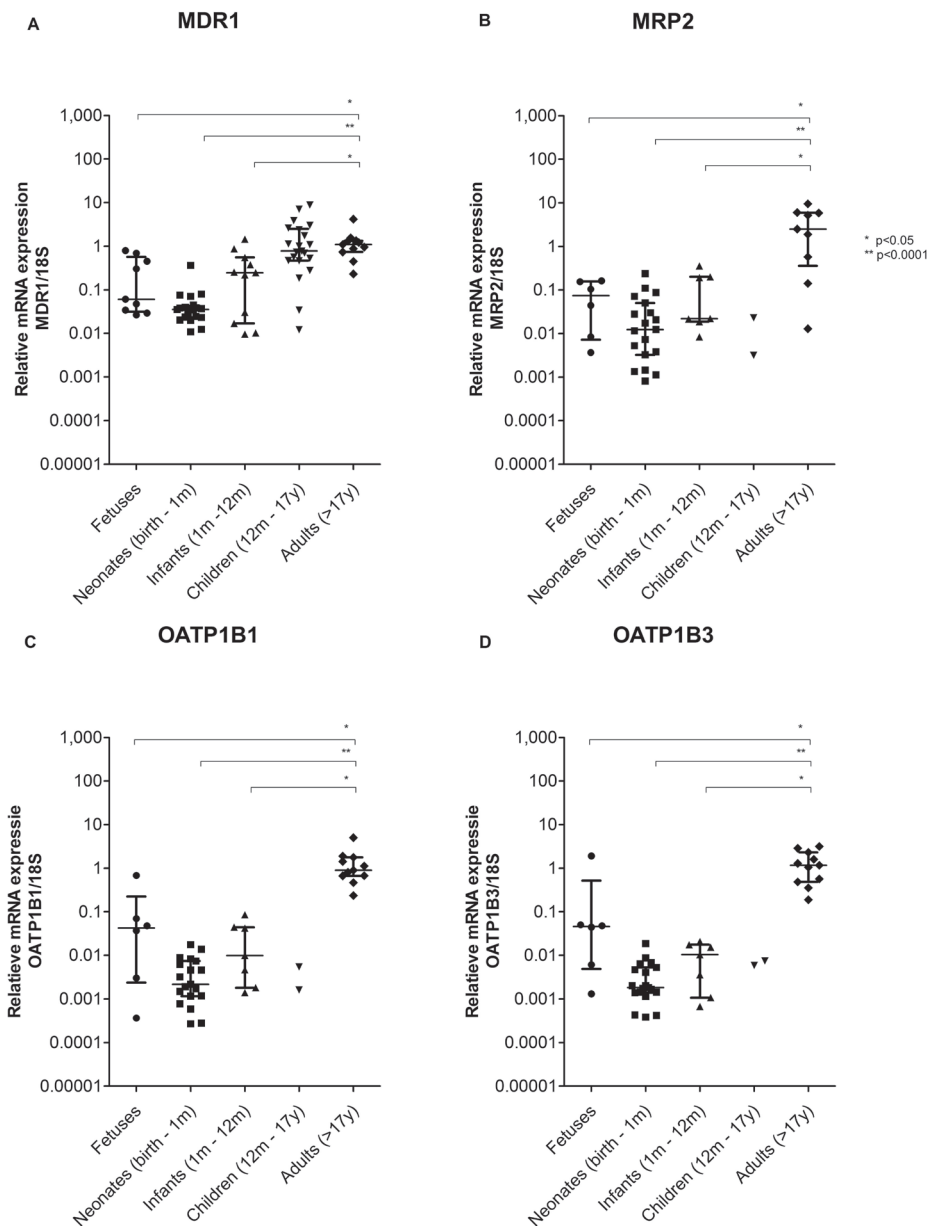 A
MDR1
Relative mRNA expression
MDR1/18S
1,000
100
10
1
0.1
0.01
0.001
0.0001
0.00001
*
**
*
Fetuses
Neonates (birth - 1m)
Infants (1m - 12m)
Children (12m - 17y)
Adults (>17y)
B
MRP2
Relative mRNA expression
MRP2/18S
1,000
100
10
1
0.1
0.01
0.001
0.0001
0.00001
*
**
*
Fetuses
Neonates (birth - 1m)
Infants (1m - 12m)
Children (12m - 17y)
Adults (>17y)
* p<0.05
** p<0.0001
C
OATP1B1
Relatieve mRNA expressie
OATP1B1/18S
1,000
100
10
1
0.1
0.01
0.001
0.0001
0.00001
*
**
*
Fetuses
Neonates (birth - 1m)
Infants (1m - 12m)
Children (12m - 17y)
Adults (>17y)
D
OATP1B3
Relatieve mRNA expressie
OATP1B3/18S
1,000
100
10
1
0.1
0.01
0.001
0.0001
0.00001
*
**
*
Fetuses
Neonates (birth - 1m)
Infants (1m - 12m)
Children (12m - 17y)
Adults (>17y)